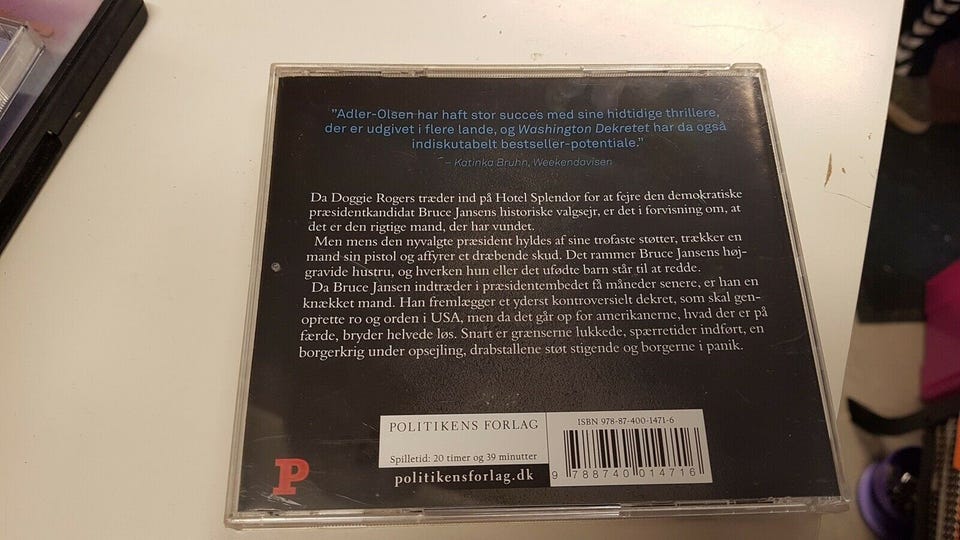 "Adler-Olsen har haft stor succes med sine hidtidige thrillere,
der er udgivet i flere lande, og Washington Dekretet har da også
indiskutabelt bestseller-potentiale."
– Katinka Bruhn, Weekendavisen
Da Doggie Rogers træder ind på Hotel Splendor for at fejre den demokratiske
præsidentkandidat Bruce Jansens historiske valgsejr, er det i forvisning om, at
det er den rigtige mand, der har vundet.
Men mens den nyvalgte præsident hyldes af sine trofaste støtter, trækker en
mand sin pistol og affyrer et dræbende skud. Det rammer Bruce Jansens høj-
gravide hustru, og hverken hun eller det ufødte barn står til at redde.
Da Bruce Jansen indtræder i præsidentembedet få måneder senere, er han en
knækket mand. Han fremlægger et yderst kontroversielt dekret, som skal gen-
oprette ro og orden i USA, men da det går op for amerikanerne, hvad der er på
færde, bryder helvede løs. Snart er grænserne lukkede, spærretider indført, en
borgerkrig under opsejling, drabstallene støt stigende og borgerne i panik.
POLITIKENS FORLAG
Spilletid: 20 timer og 39 minutter
politikensforlag.dk
ISBN 978-87-400-1471-6
9 788740 014716
P